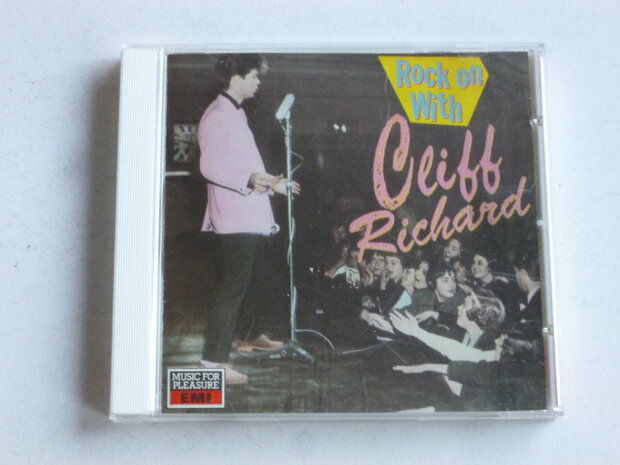 Rock on
With
Cliff
Richard
MUSIC FOR
PLEASURE
EMI